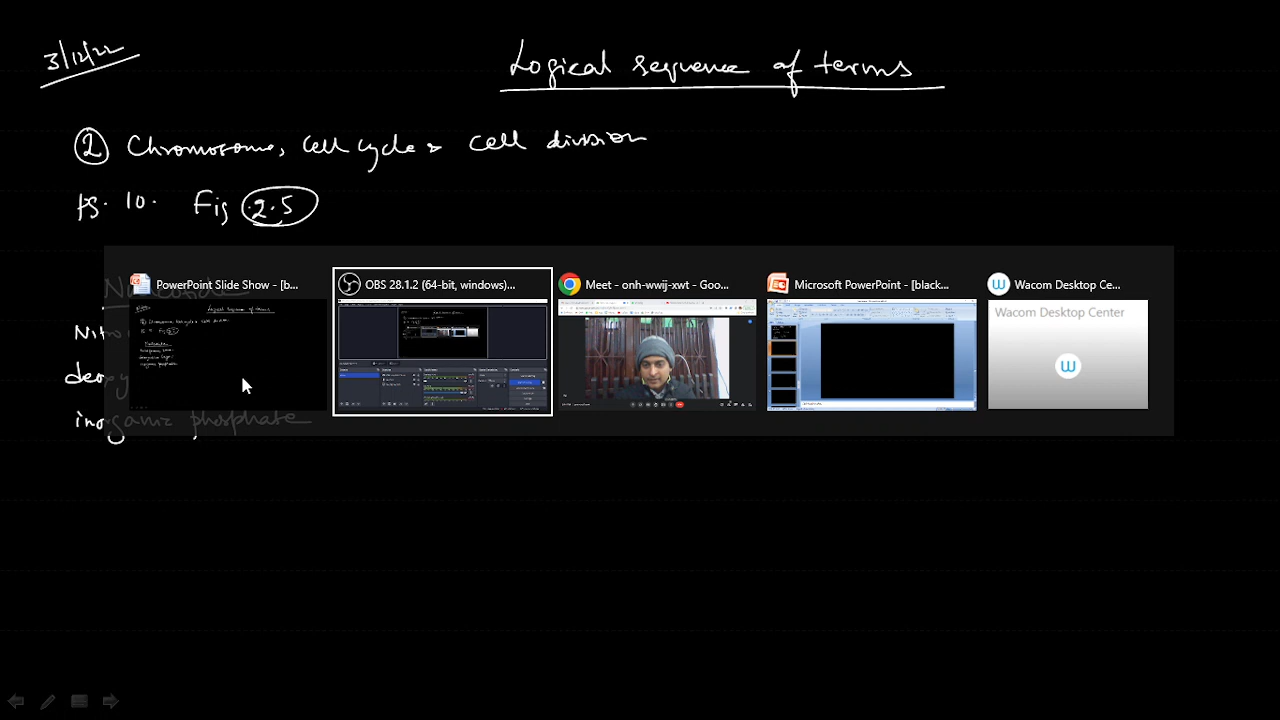 3/12/22
Logical sequence of terms
② Chromosome, cell cycle & cell division
pg. 10. Fig 2.5
PowerPoint Slide Show - [b...
OBS 28.1.2 (64-bit, windows)...
Meet - onh-wwij-xwt - Goo...
Microsoft PowerPoint - [black...
Wacom Desktop Ce...
Wacom Desktop Center
inorganic phosphate